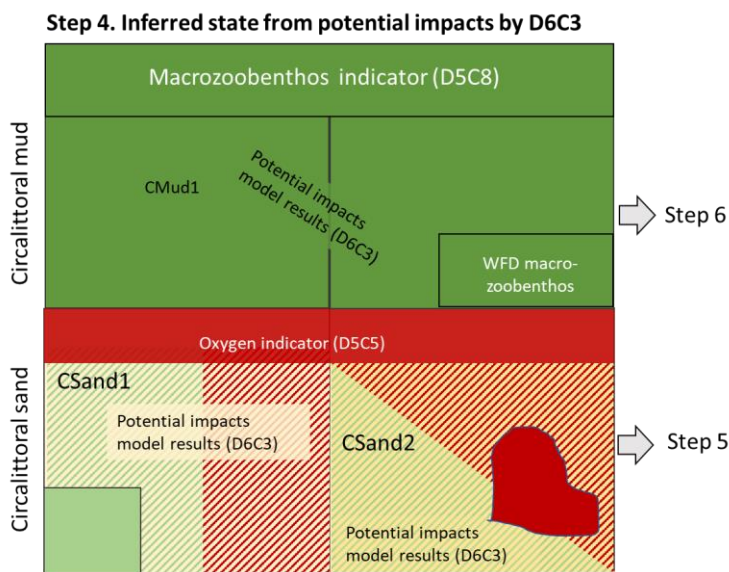 Step 4. Inferred state from potential impacts by D6C3
Macrozoobenthos indicator (D5C8)
Circalittoral mud
CMud1
Potential impacts
model results (D6C3)
WFD macro-
zoobenthos
Step 6
Oxygen indicator (D5C5)
Circalittoral sand
CSand1
Potential impacts
model results (D6C3)
CSand2
Step 5
Potential impacts
model results (D6C3)